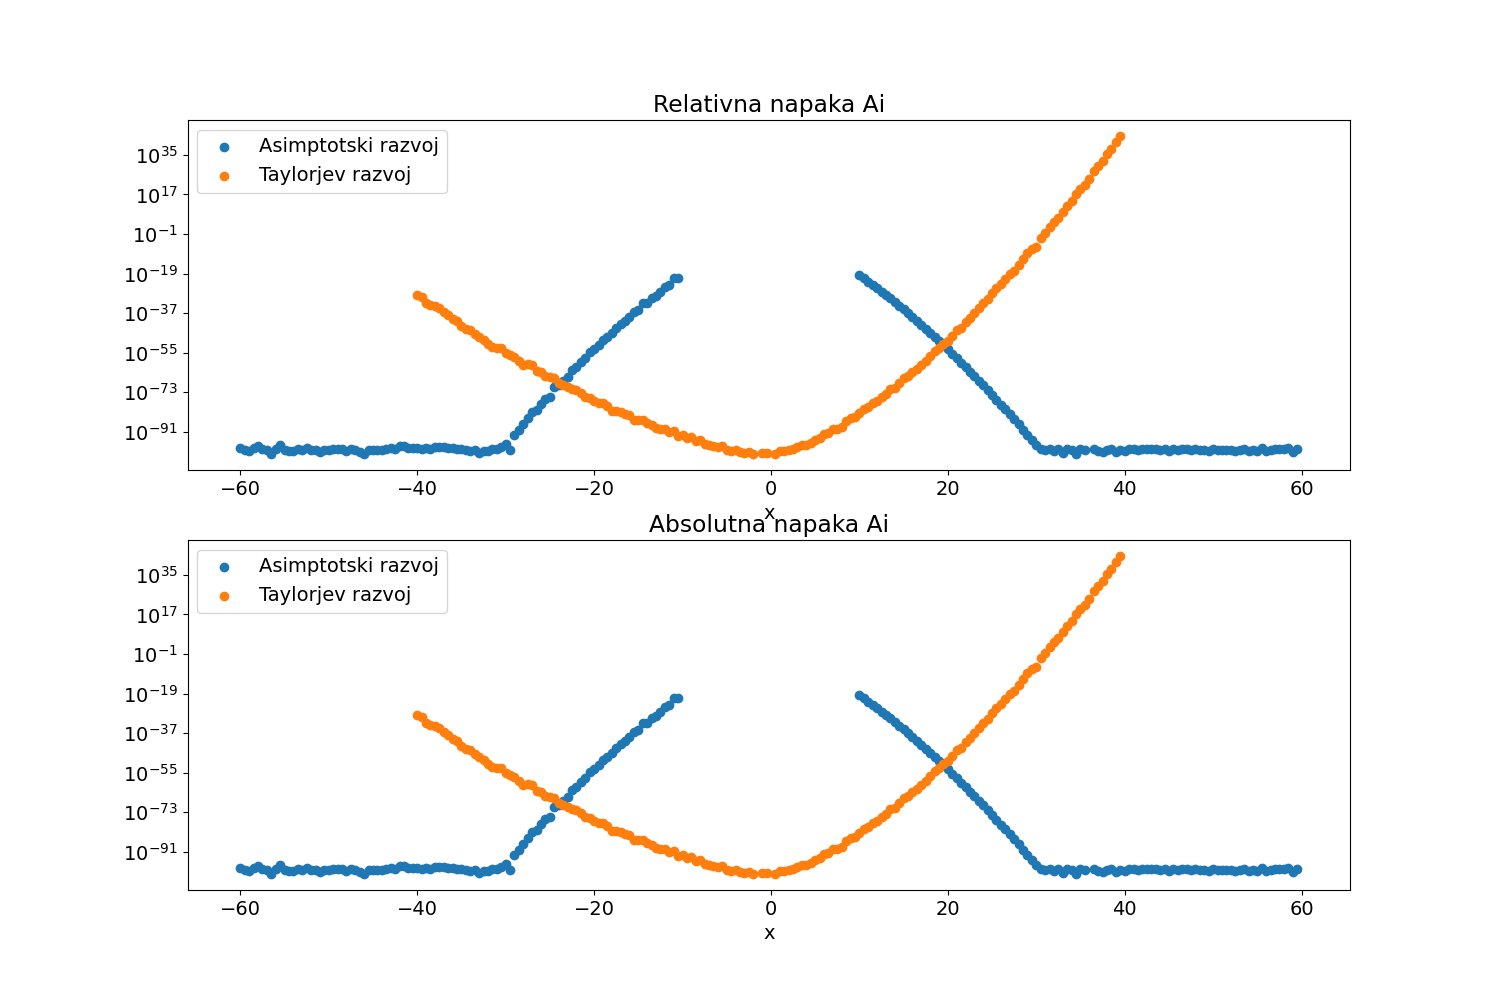 Relativna napaka Ai
Asimptotski razvoj
Taylorjev razvoj
10^35
10^17
10^−1
10^−19
10^−37
10^−55
10^−73
10^−91
−60 −40 −20 0 20 40 60
x
Absolutna napaka Ai
Asimptotski razvoj
Taylorjev razvoj
10^35
10^17
10^−1
10^−19
10^−37
10^−55
10^−73
10^−91
−60 −40 −20 0 20 40 60
x